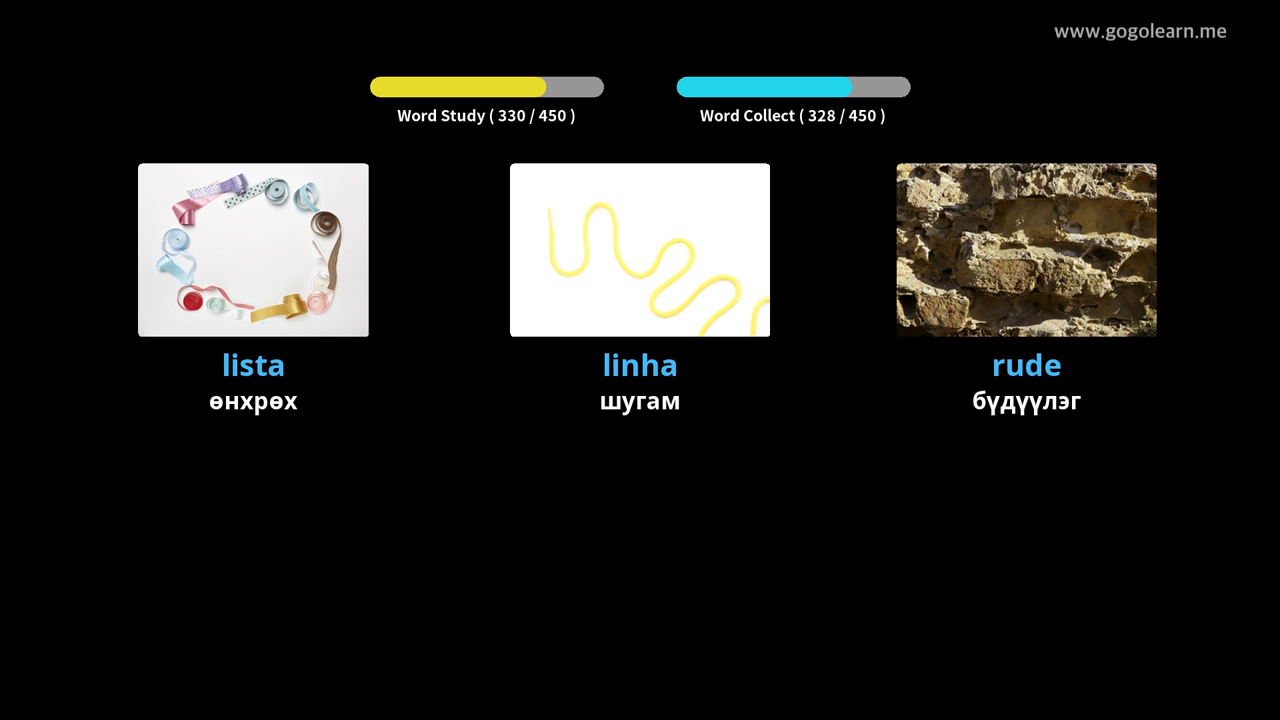 www.gogolearn.me
Word Study ( 330 / 450 )
Word Collect ( 328 / 450 )
lista
linha
rude
өнхрөх
шугам
бүдүүлэг